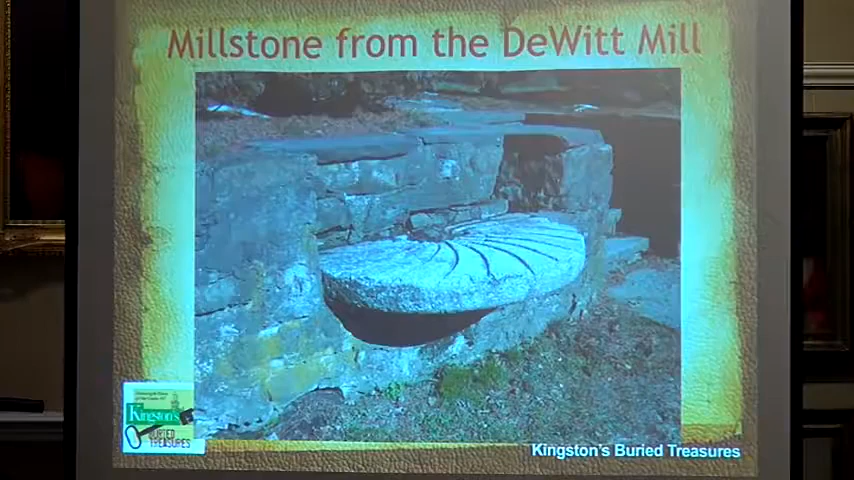 Millstone from the DeWitt Mill
Kingston's
BURIED
TREASURES
Kingston's Buried Treasures